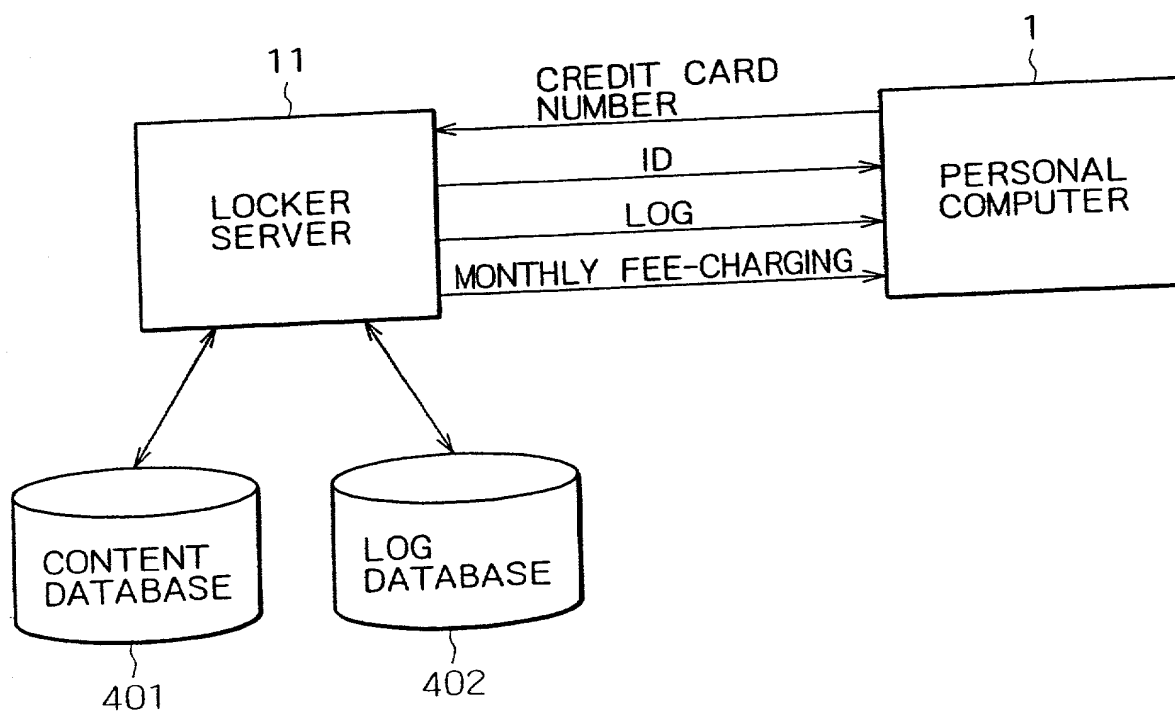 11
1
CREDIT CARD
NUMBER
ID
LOG
MONTHLY FEE-CHARGING
LOCKER
SERVER
PERSONAL
COMPUTER
CONTENT
DATABASE
LOG
DATABASE
401
402